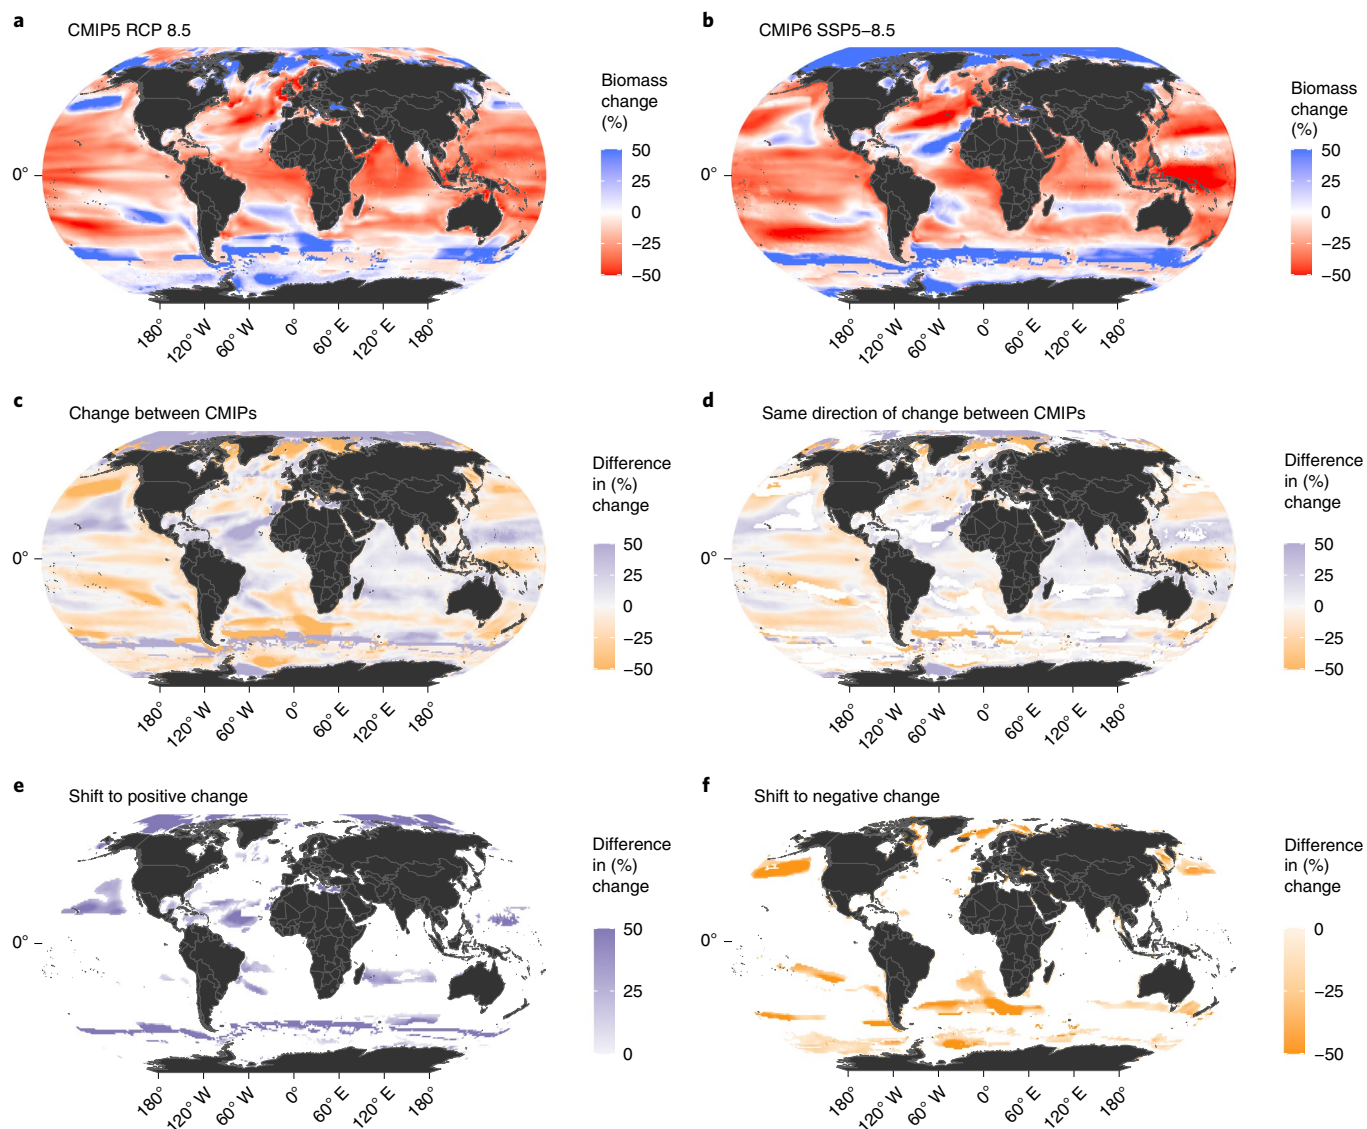 a
CMIP5 RCP 8.5
Biomass
change
(%)
50
25
0
−25
−50
0°
180°
120° W
60° W
0°
60° E
120° E
180°
b
CMIP6 SSP5–8.5
Biomass
change
(%)
50
25
0
−25
−50
0°
180°
120° W
60° W
0°
60° E
120° E
180°
c
Change between CMIPs
Difference
in (%)
change
50
25
0
−25
−50
0°
180°
120° W
60° W
0°
60° E
120° E
180°
d
Same direction of change between CMIPs
Difference
in (%)
change
50
25
0
−25
−50
0°
180°
120° W
60° W
0°
60° E
120° E
180°
e
Shift to positive change
Difference
in (%)
change
50
25
0
0°
180°
120° W
60° W
0°
60° E
120° E
180°
f
Shift to negative change
Difference
in (%)
change
0
−25
−50
0°
180°
120° W
60° W
0°
60° E
120° E
180°